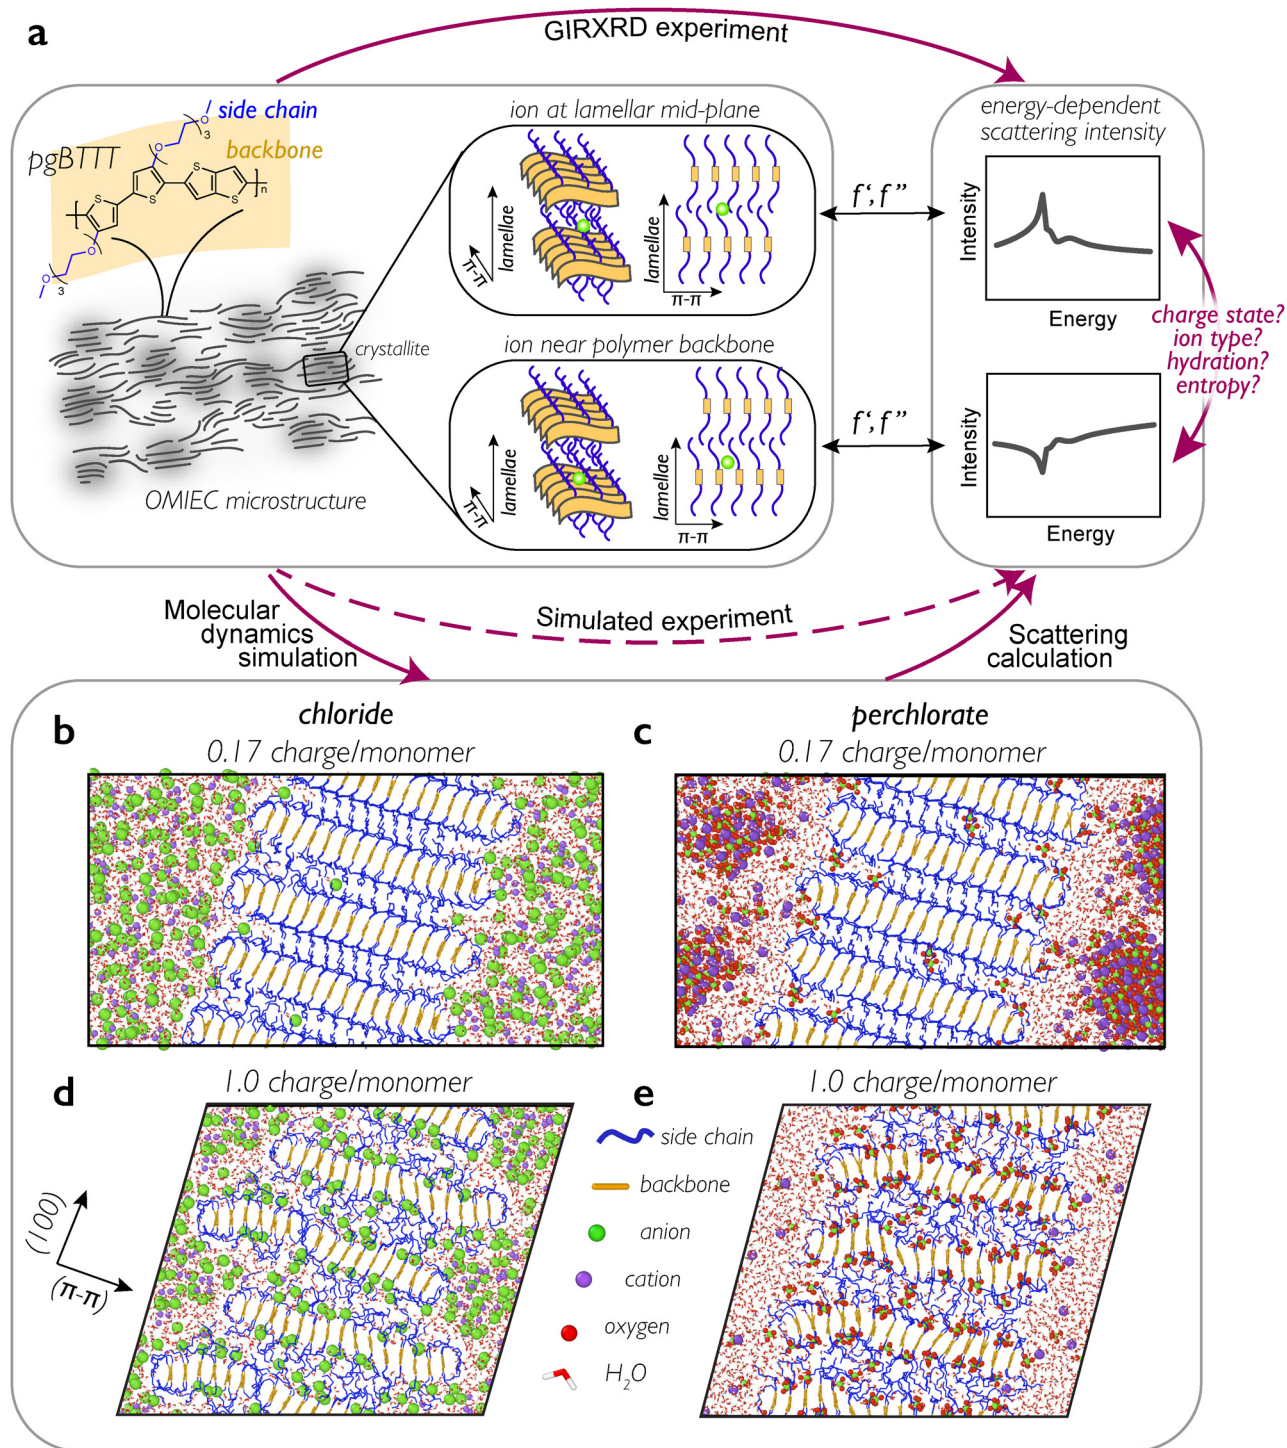 a
GIRXRD experiment
side chain
pgBTTT
backbone
O
O
O
O
O
O
S
S
S
S
3
3
n
crystallite
OMIEC microstructure
ion at lamellar mid-plane
lamellae
π-π
lamellae
π-π
ion near polymer backbone
lamellae
π-π
lamellae
π-π
f', f''
f', f''
energy-dependent
scattering intensity
Intensity
Energy
Intensity
Energy
charge state?
ion type?
hydration?
entropy?
Molecular
dynamics
simulation
Simulated experiment
Scattering
calculation
b
chloride
0.17 charge/monomer
c
perchlorate
0.17 charge/monomer
d
1.0 charge/monomer
e
1.0 charge/monomer
(100)
(π-π)
side chain
backbone
anion
cation
oxygen
H₂O